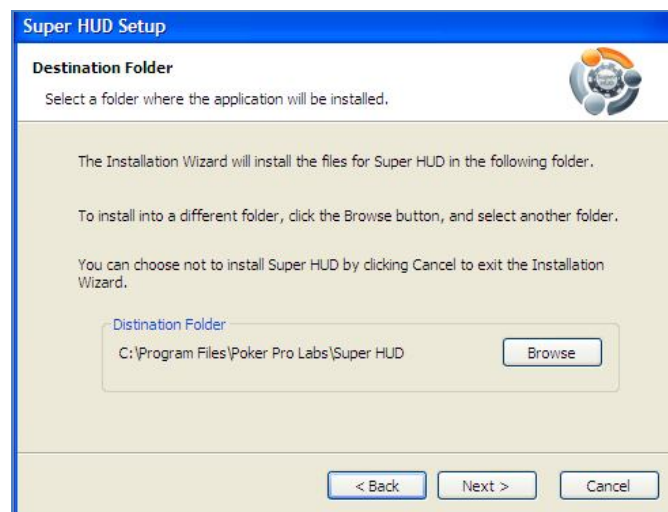 Super HUD Setup
Destination Folder
Select a folder where the application will be installed.
The Installation Wizard will install the files for Super HUD in the following folder.
To install into a different folder, click the Browse button, and select another folder.
You can choose not to install Super HUD by clicking Cancel to exit the Installation
Wizard.
Distination Folder
C:\Program Files\Poker Pro Labs\Super HUD
Browse
< Back
Next >
Cancel